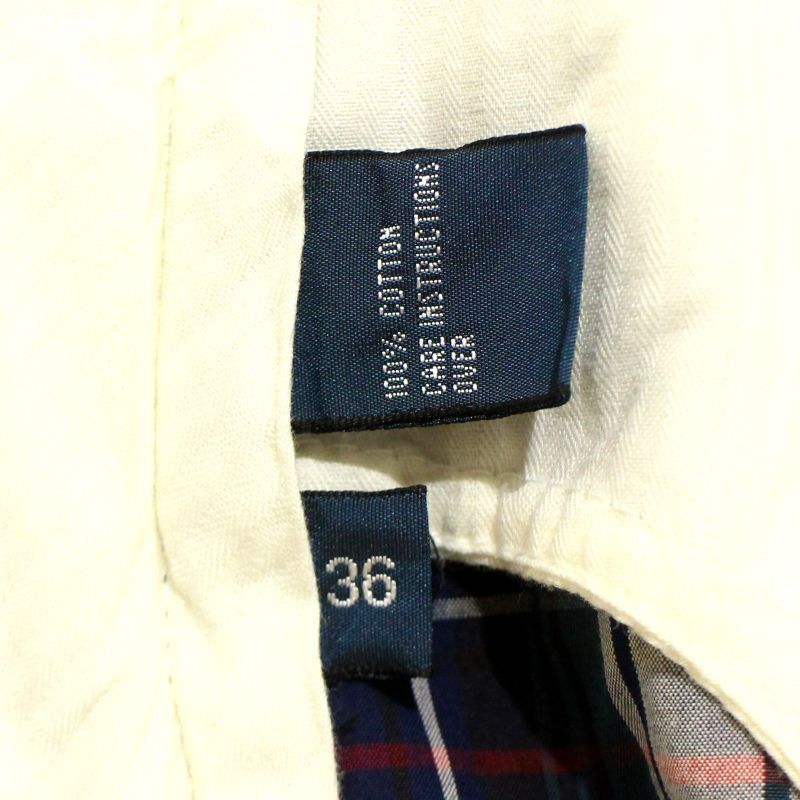 100% COTTON
CARE INSTRUCTIONS
OVER
36